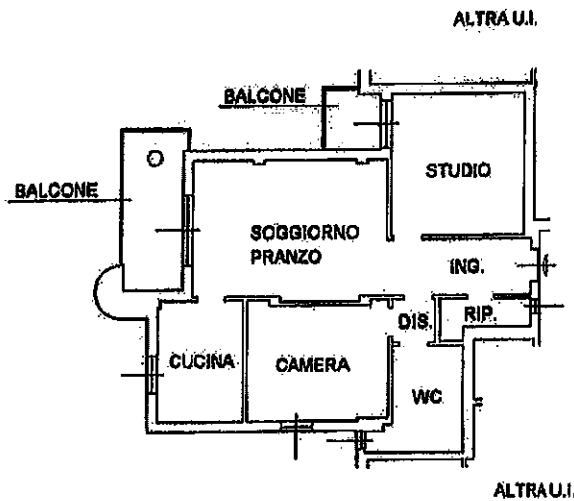 ALTRA U.I.
BALCONE
STUDIO
BALCONE
SOGGIORNO
PRANZO
ING.
DIS.
RIP.
CUCINA
CAMERA
WC
ALTRA U.I